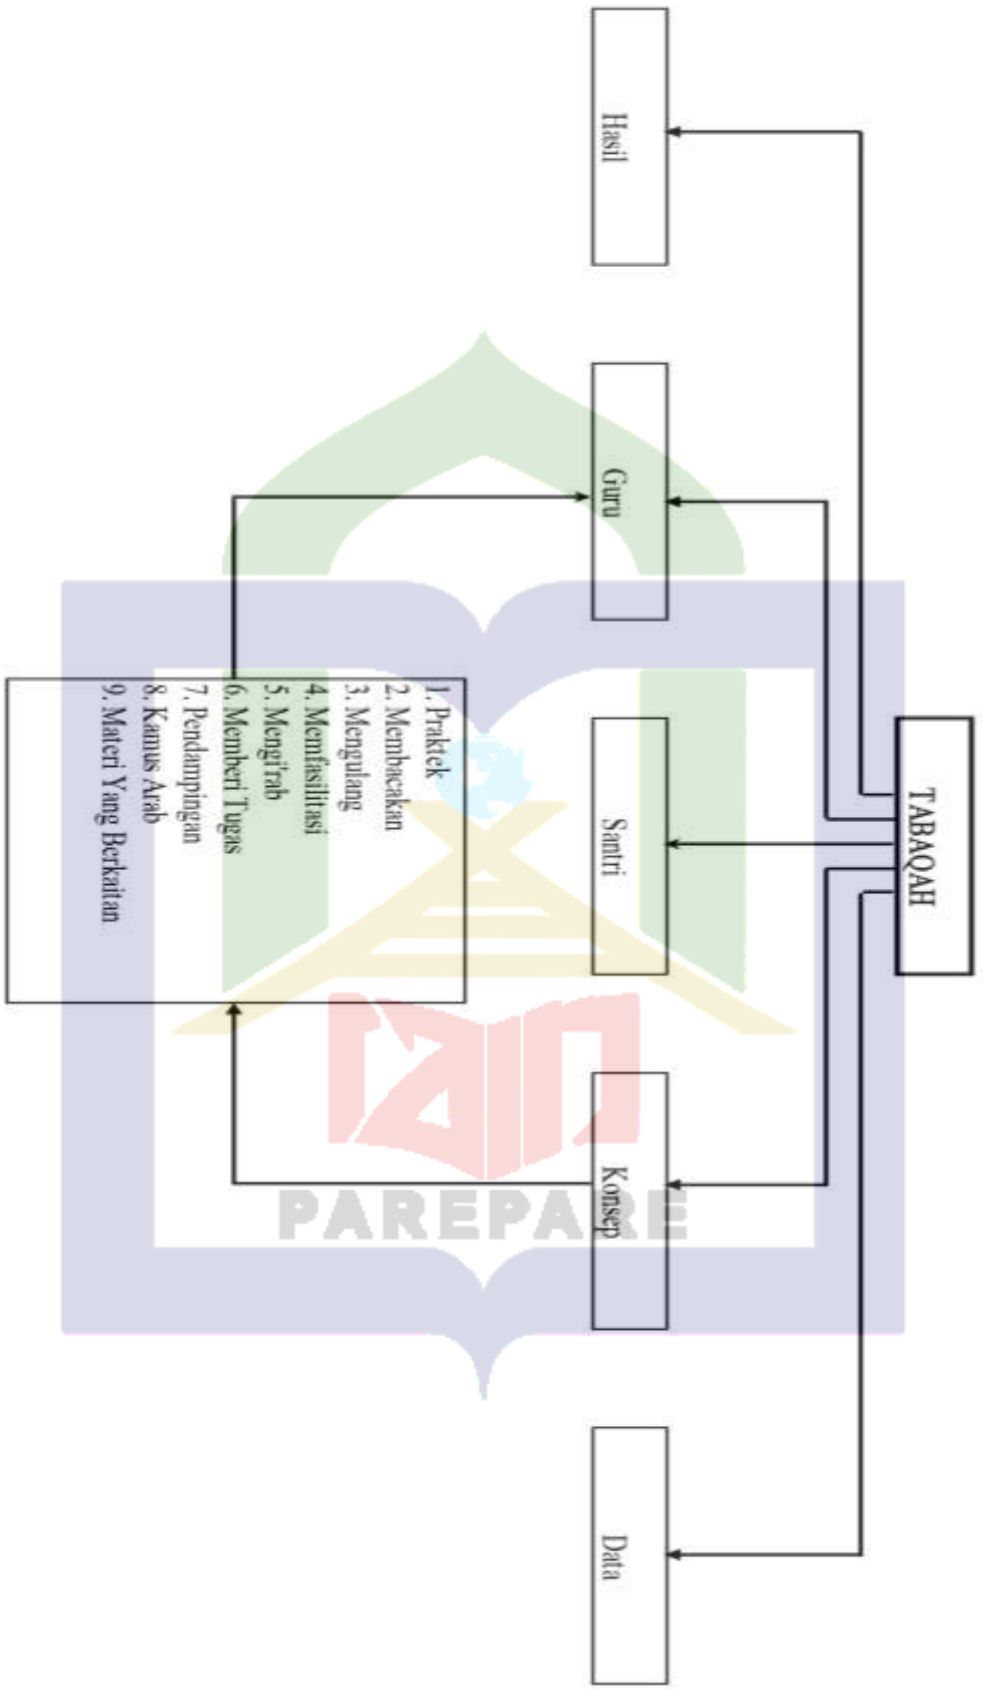 TABAQAH
Hasil
Guru
Santri
Konsep
Data
1. Praktek
2. Membacakan
3. Mengulang
4. Memfasilitasi
5. Mengi'rab
6. Memberi Tugas
7. Pendampingan
8. Kamus Arab
9. Materi Yang Berkaitan
PAREPARE